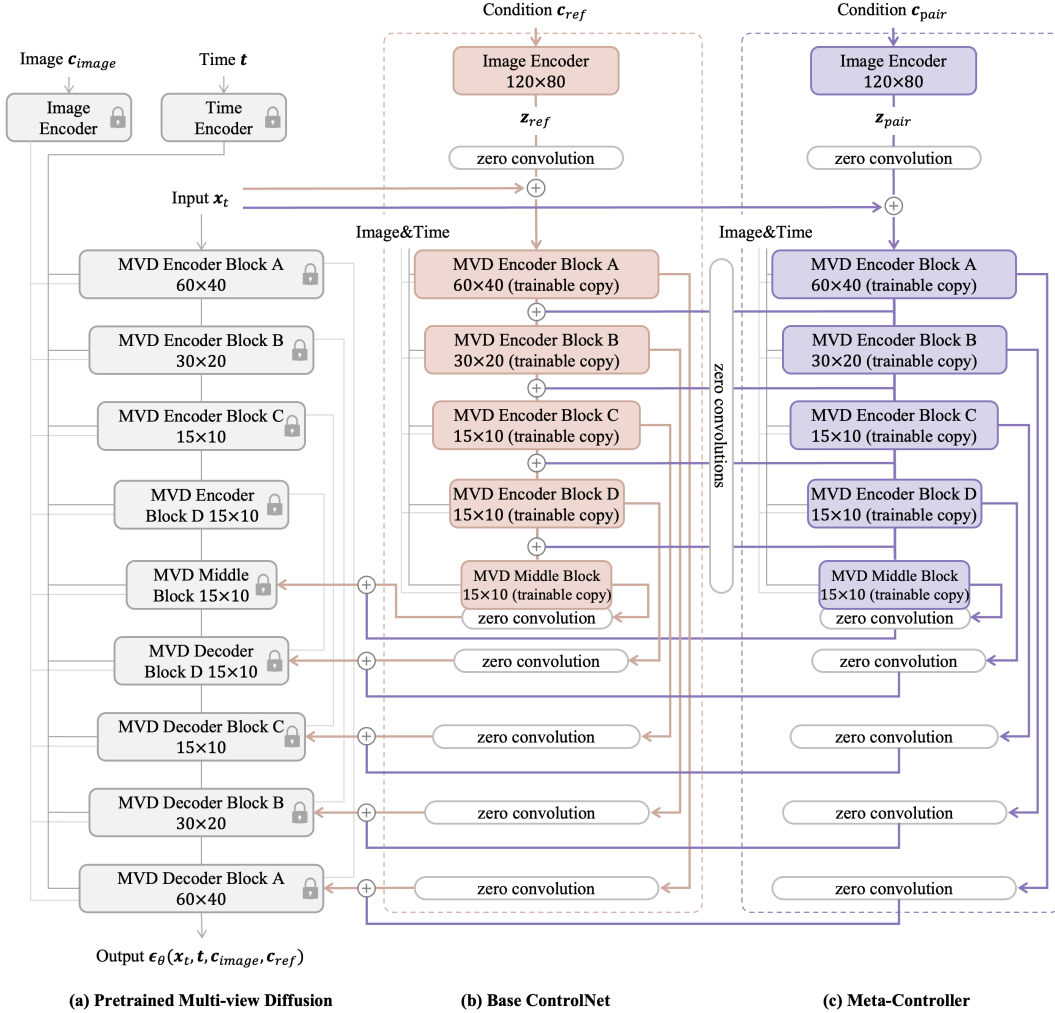 Condition c_ref
Condition c_pair
Image c_image
Time t
Image Encoder
120×80
Image Encoder
120×80
Image
Encoder
Time
Encoder
z_ref
z_pair
zero convolution
zero convolution
Input x_t
Image&Time
Image&Time
MVD Encoder Block A
60×40
MVD Encoder Block A
60×40 (trainable copy)
MVD Encoder Block A
60×40 (trainable copy)
MVD Encoder Block B
30×20
MVD Encoder Block B
30×20 (trainable copy)
MVD Encoder Block B
30×20 (trainable copy)
zero convolutions
MVD Encoder Block C
15×10
MVD Encoder Block C
15×10 (trainable copy)
MVD Encoder Block C
15×10 (trainable copy)
MVD Encoder
Block D 15×10
MVD Encoder Block D
15×10 (trainable copy)
MVD Encoder Block D
15×10 (trainable copy)
MVD Middle
Block 15×10
MVD Middle Block
15×10 (trainable copy)
zero convolution
MVD Middle Block
15×10 (trainable copy)
zero convolution
MVD Decoder
Block D 15×10
zero convolution
zero convolution
MVD Decoder Block C
15×10
zero convolution
zero convolution
MVD Decoder Block B
30×20
zero convolution
zero convolution
MVD Decoder Block A
60×40
zero convolution
zero convolution
Output ϵ_θ(x_t, t, c_image, c_ref)
(a) Pretrained Multi-view Diffusion
(b) Base ControlNet
(c) Meta-Controller